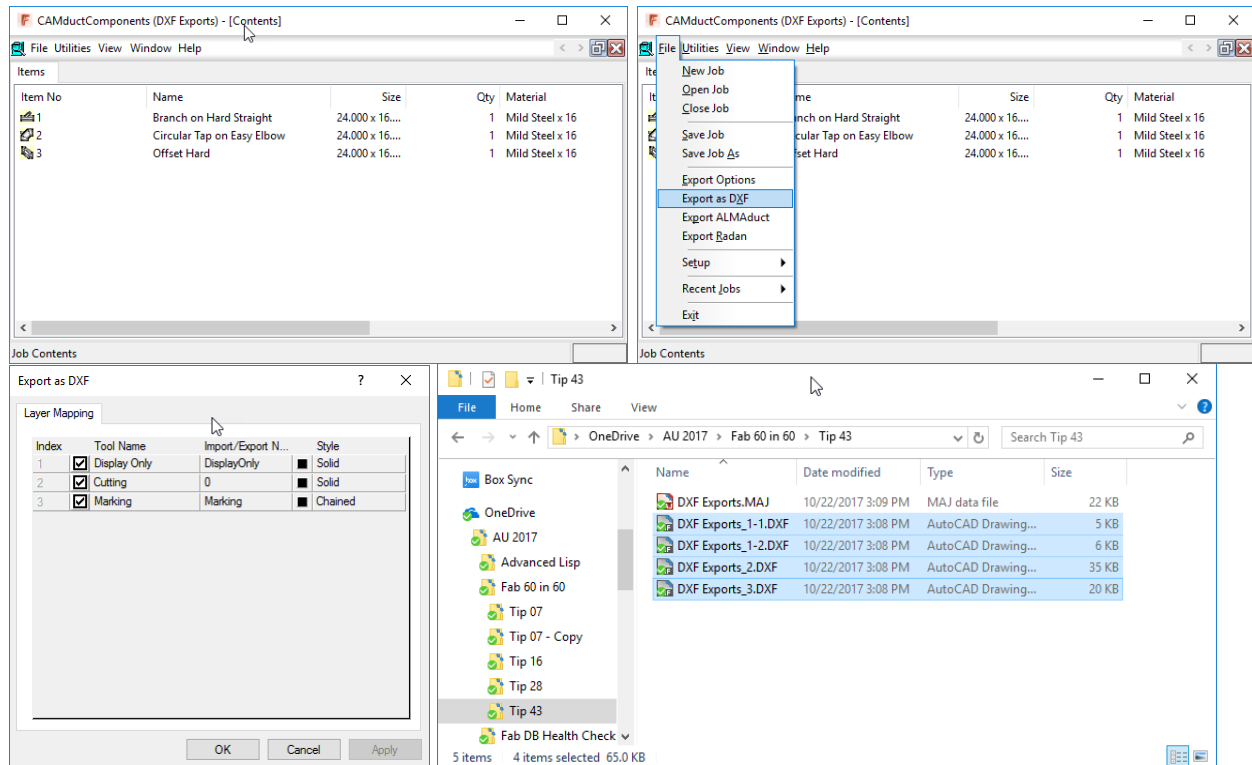 CAMductComponents (DXF Exports) - [Contents]
File Utilities View Window Help
Items
Item No Name Size Qty Material
1 Branch on Hard Straight 24.000 x 16.... 1 Mild Steel x 16
2 Circular Tap on Easy Elbow 24.000 x 16.... 1 Mild Steel x 16
3 Offset Hard 24.000 x 16.... 1 Mild Steel x 16
Job Contents
CAMductComponents (DXF Exports) - [Contents]
File Utilities View Window Help
Ite
It me Size Qty Material
nch on Hard Straight 24.000 x 16.... 1 Mild Steel x 16
cular Tap on Easy Elbow 24.000 x 16.... 1 Mild Steel x 16
fset Hard 24.000 x 16.... 1 Mild Steel x 16
New Job
Open Job
Close Job
Save Job
Save Job As
Export Options
Export as DXF
Export ALMAduct
Export Radan
Setup
Recent Jobs
Exit
Job Contents
Export as DXF ?
Layer Mapping
Index Tool Name Import/Export N... Style
1 Display Only DisplayOnly Solid
2 Cutting 0 Solid
3 Marking Marking Chained
OK Cancel Apply
Tip 43
File Home Share View ?
OneDrive > AU 2017 > Fab 60 in 60 > Tip 43
Search Tip 43
box Box Sync
OneDrive
AU 2017
Advanced Lisp
Fab 60 in 60
Tip 07
Tip 07 - Copy
Tip 16
Tip 28
Tip 43
Fab DB Health Check
Name Date modified Type Size
DXF Exports.MAJ 10/22/2017 3:09 PM MAJ data file 22 KB
DXF Exports_1-1.DXF 10/22/2017 3:08 PM AutoCAD Drawing... 5 KB
DXF Exports_1-2.DXF 10/22/2017 3:08 PM AutoCAD Drawing... 6 KB
DXF Exports_2.DXF 10/22/2017 3:08 PM AutoCAD Drawing... 35 KB
DXF Exports_3.DXF 10/22/2017 3:08 PM AutoCAD Drawing... 20 KB
5 items 4 items selected 65.0 KB